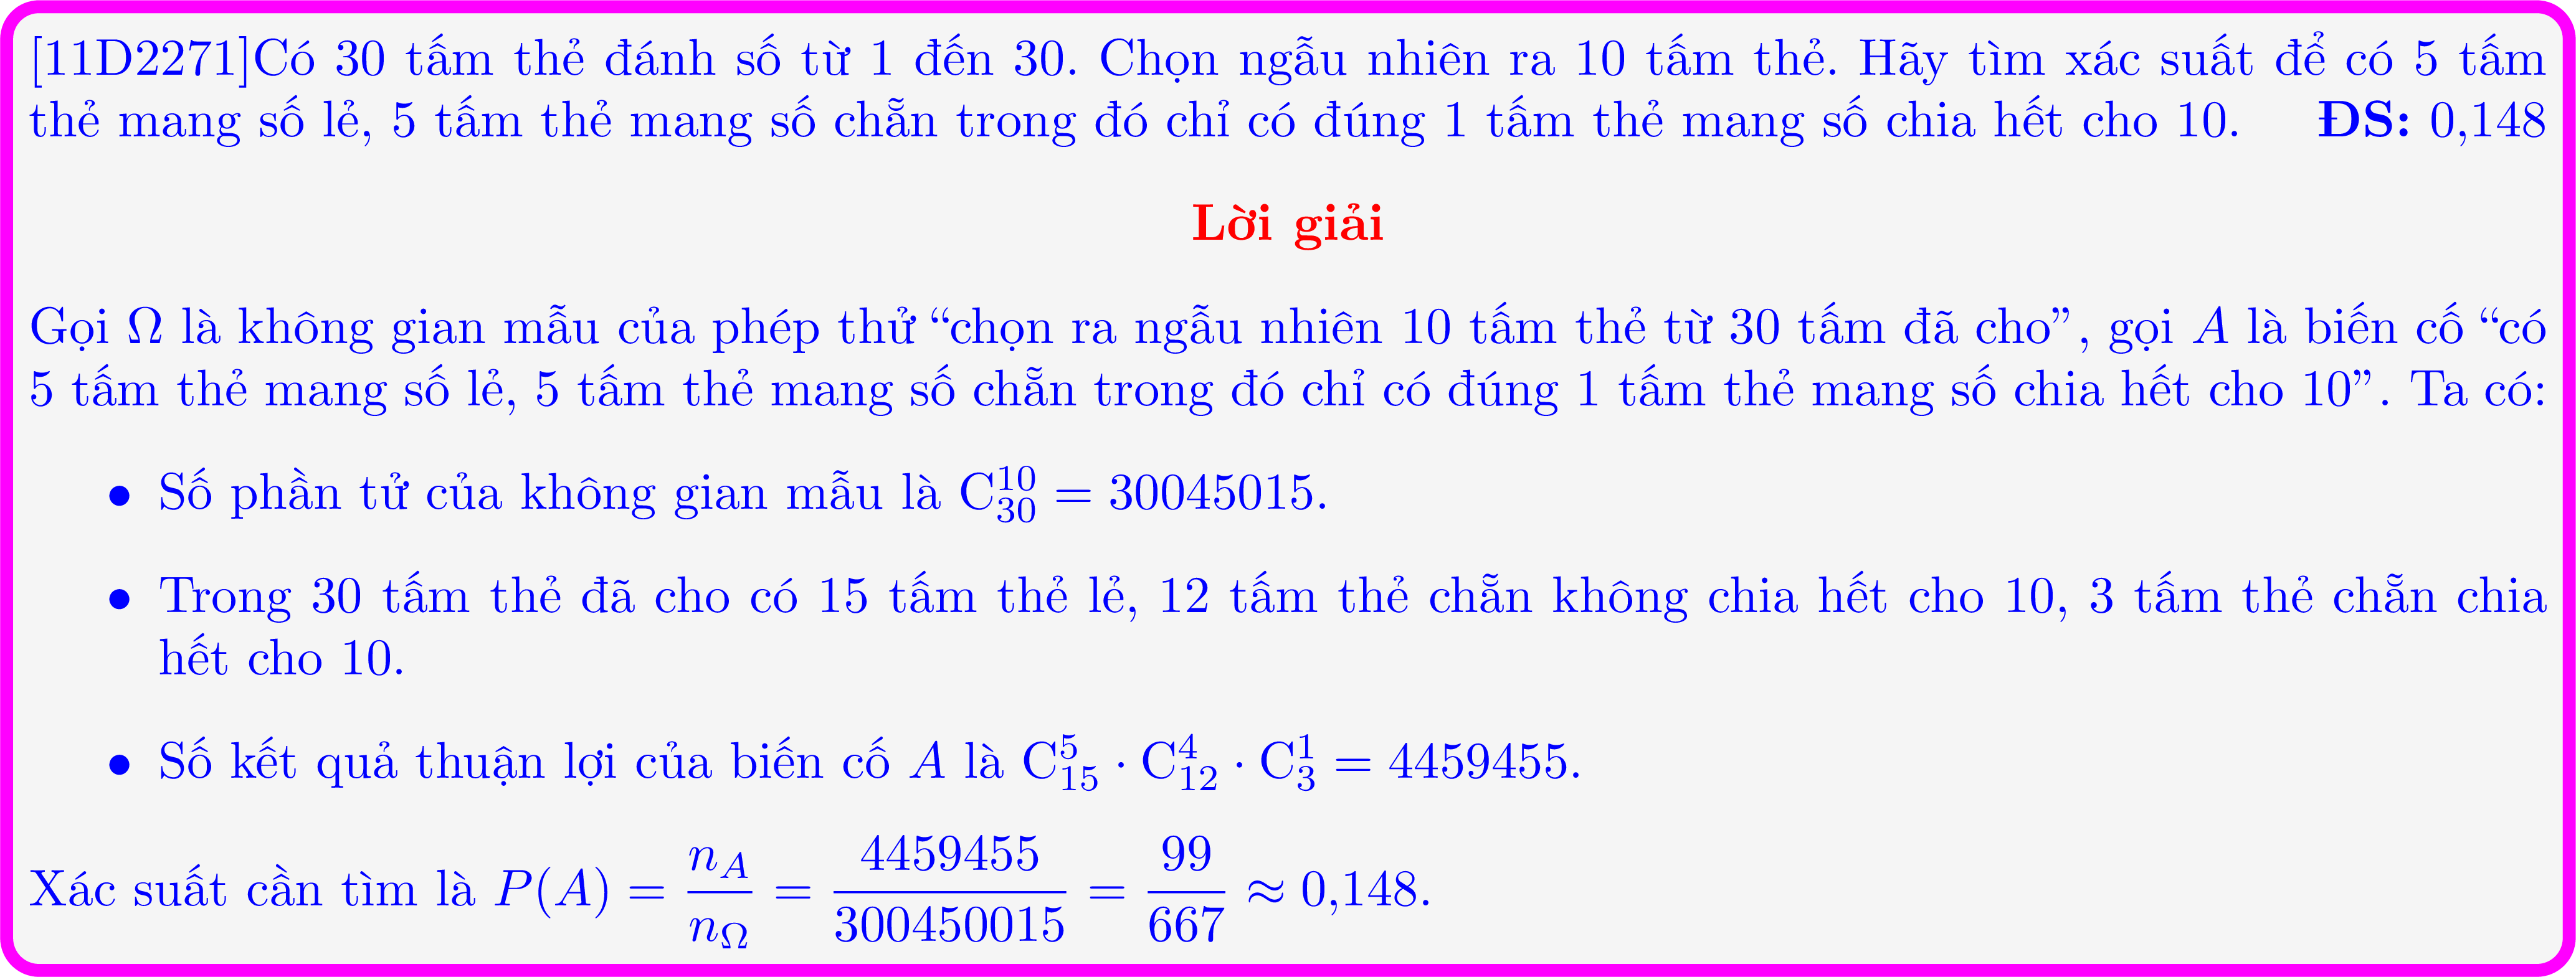 [11D2271]Có 30 tấm thẻ đánh số từ 1 đến 30. Chọn ngẫu nhiên ra 10 tấm thẻ. Hãy tìm xác suất để có 5 tấm
thẻ mang số lẻ, 5 tấm thẻ mang số chẵn trong đó chỉ có đúng 1 tấm thẻ mang số chia hết cho 10. ĐS: 0,148
Lời giải
Gọi Ω là không gian mẫu của phép thử “chọn ra ngẫu nhiên 10 tấm thẻ từ 30 tấm đã cho”, gọi A là biến cố “có
5 tấm thẻ mang số lẻ, 5 tấm thẻ mang số chẵn trong đó chỉ có đúng 1 tấm thẻ mang số chia hết cho 10”. Ta có:
• Số phần tử của không gian mẫu là $\mathrm{C}_{30}^{10} = 30045015$.
• Trong 30 tấm thẻ đã cho có 15 tấm thẻ lẻ, 12 tấm thẻ chẵn không chia hết cho 10, 3 tấm thẻ chẵn chia
hết cho 10.
• Số kết quả thuận lợi của biến cố A là $\mathrm{C}_{15}^{5} \cdot \mathrm{C}_{12}^{4} \cdot \mathrm{C}_{3}^{1} = 4459455$.
Xác suất cần tìm là $P(A) = \dfrac{n_A}{n_\Omega} = \dfrac{4459455}{300450015} = \dfrac{99}{667} \approx 0{,}148$.